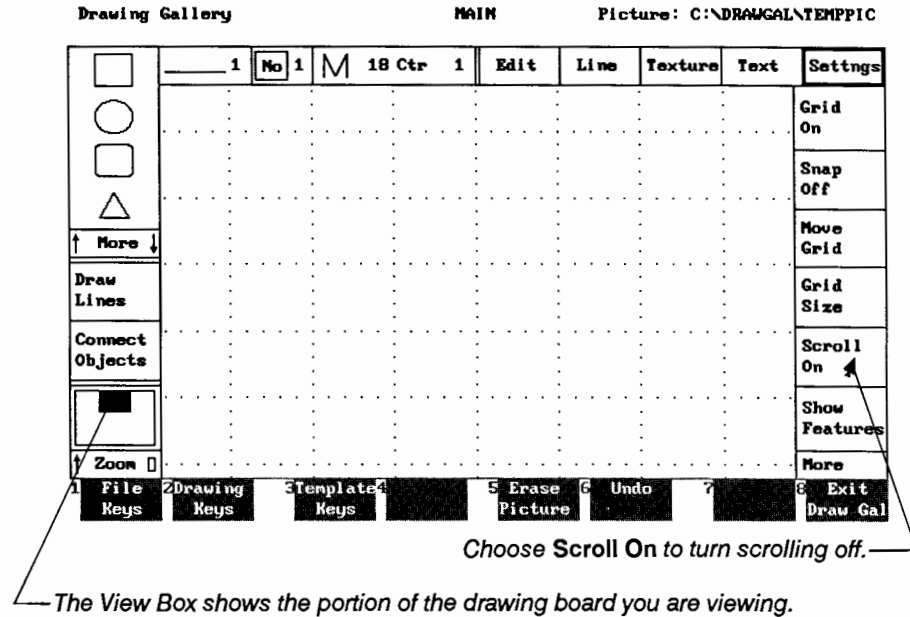 Drawing Gallery MAIN Picture: C:\DRAWGAL\TEMPPIC
1 No 1 M 18 Ctr 1 Edit Line Texture Text Settngs
Grid
On
Snap
Off
↑ More ↓
Move
Grid
Draw
Lines
Grid
Size
Connect
Objects
Scroll
On
Show
Features
↑ Zoom
More
1 File
Keys
2 Drawing
Keys
3 Template
Keys
4
5 Erase
Picture
6 Undo
7
8 Exit
Draw Gal
Choose Scroll On to turn scrolling off.
The View Box shows the portion of the drawing board you are viewing.